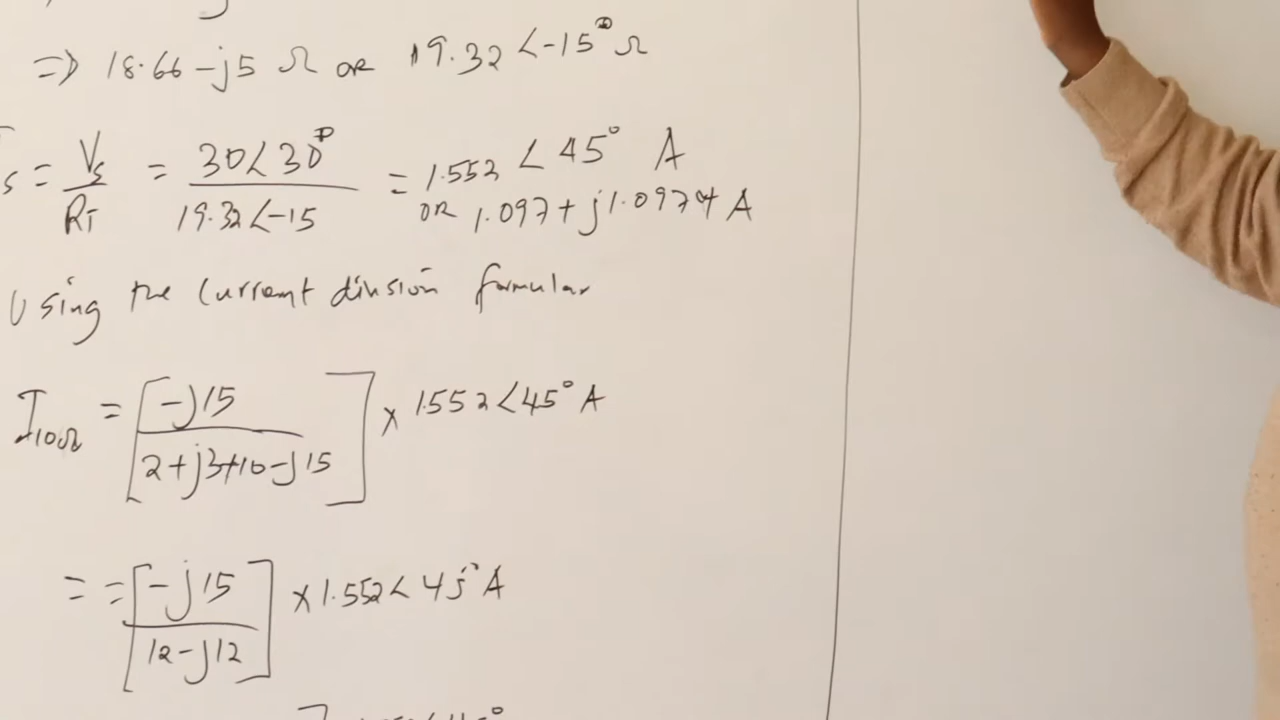 => 18.66 - j5 Ω OR 19.32 ∠-15° Ω
s = Vs/RT = 30∠30°/19.32∠-15 = 1.552 ∠45° A
OR 1.097 + j1.0974 A
Using the current division formular
I10Ω = [-j15/2+j3+10-j15] × 1.552∠45° A
= = [-j15/12-j12] × 1.552∠45° A